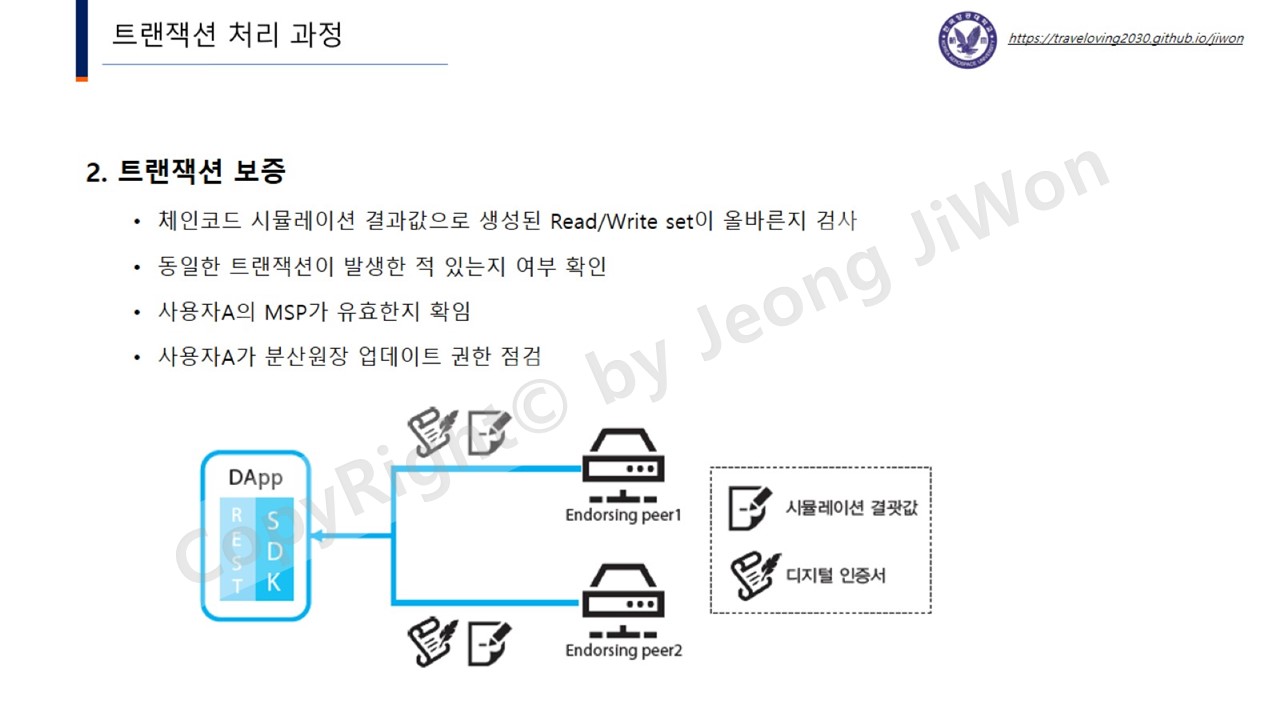 트랜잭션 처리 과정
https://traveloving2030.github.io/jiwon
2. 트랜잭션 보증
• 체인코드 시뮬레이션 결과값으로 생성된 Read/Write set이 올바른지 검사
• 동일한 트랜잭션이 발생한 적 있는지 여부 확인
• 사용자A의 MSP가 유효한지 확임
• 사용자A가 분산원장 업데이트 권한 점검
CopyRight© by Jeong JiWon
DApp
REST
SDK
Endorsing peer1
Endorsing peer2
시뮬레이션 결괏값
디지털 인증서